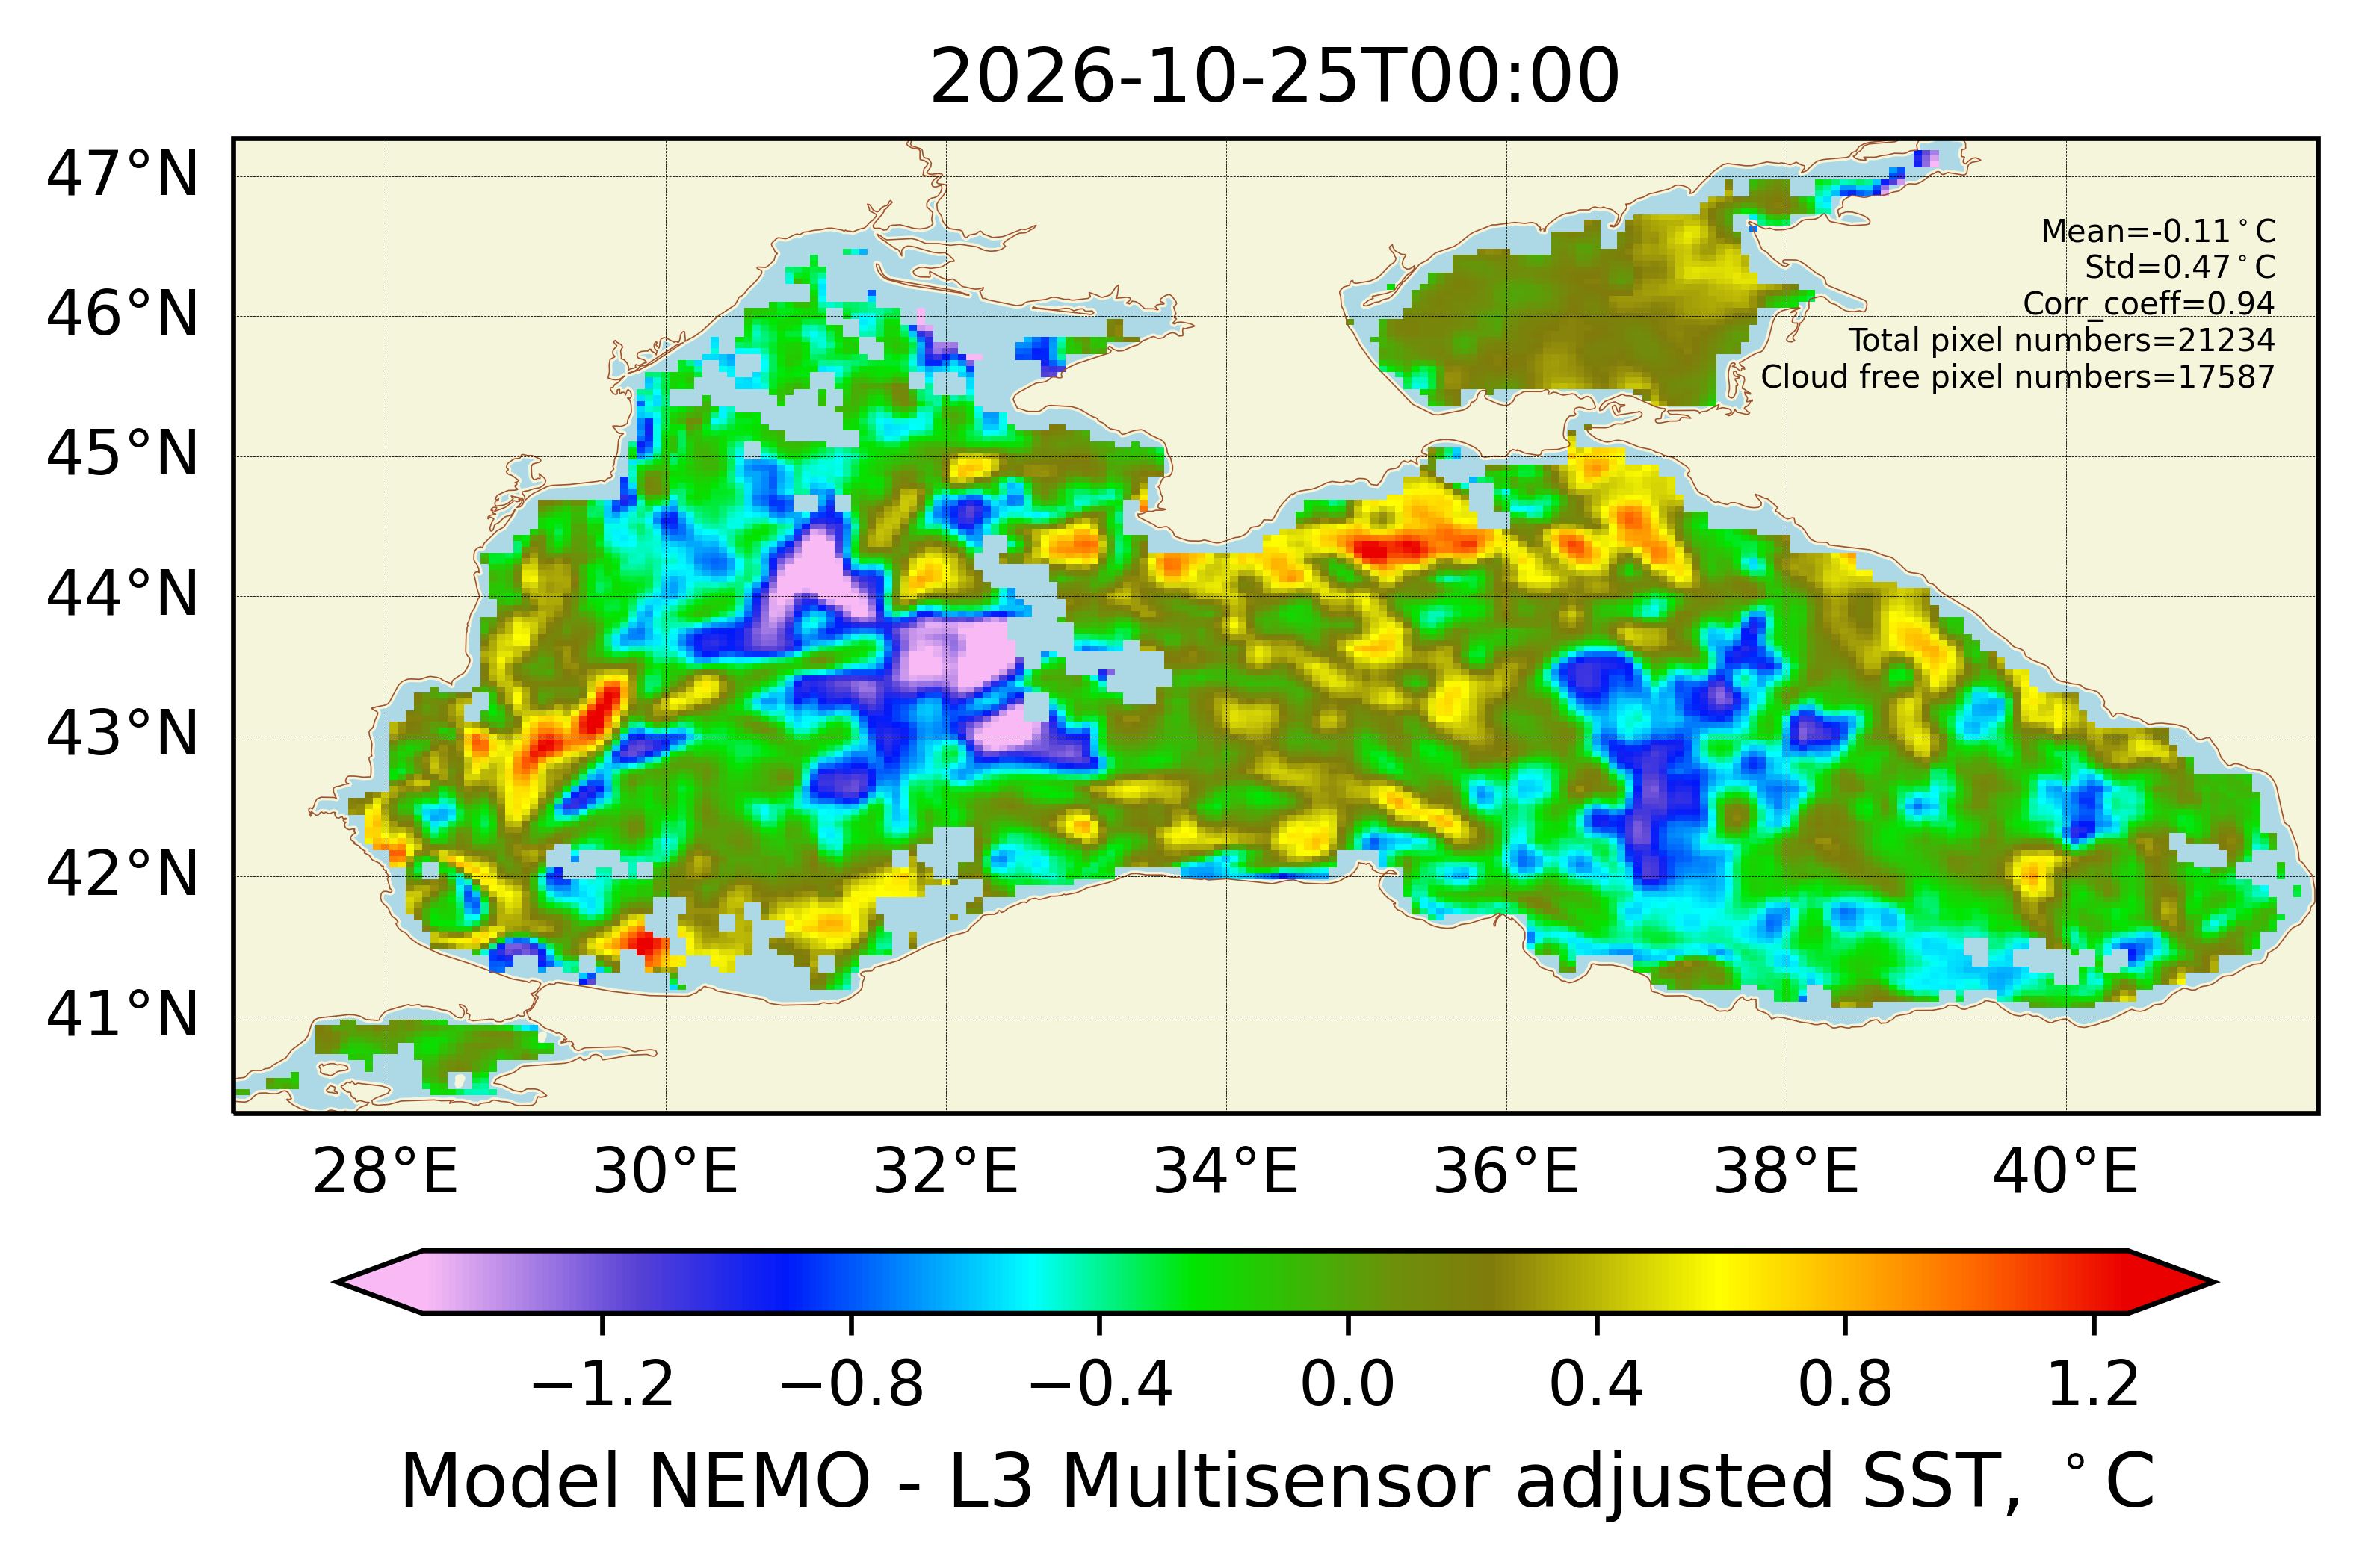 2026-10-25T00:00
47°N
46°N
45°N
44°N
43°N
42°N
41°N
Mean=-0.11°C
Std=0.47°C
Corr_coeff=0.94
Total pixel numbers=21234
Cloud free pixel numbers=17587
28°E 30°E 32°E 34°E 36°E 38°E 40°E
−1.2 −0.8 −0.4 0.0 0.4 0.8 1.2
Model NEMO - L3 Multisensor adjusted SST, °C